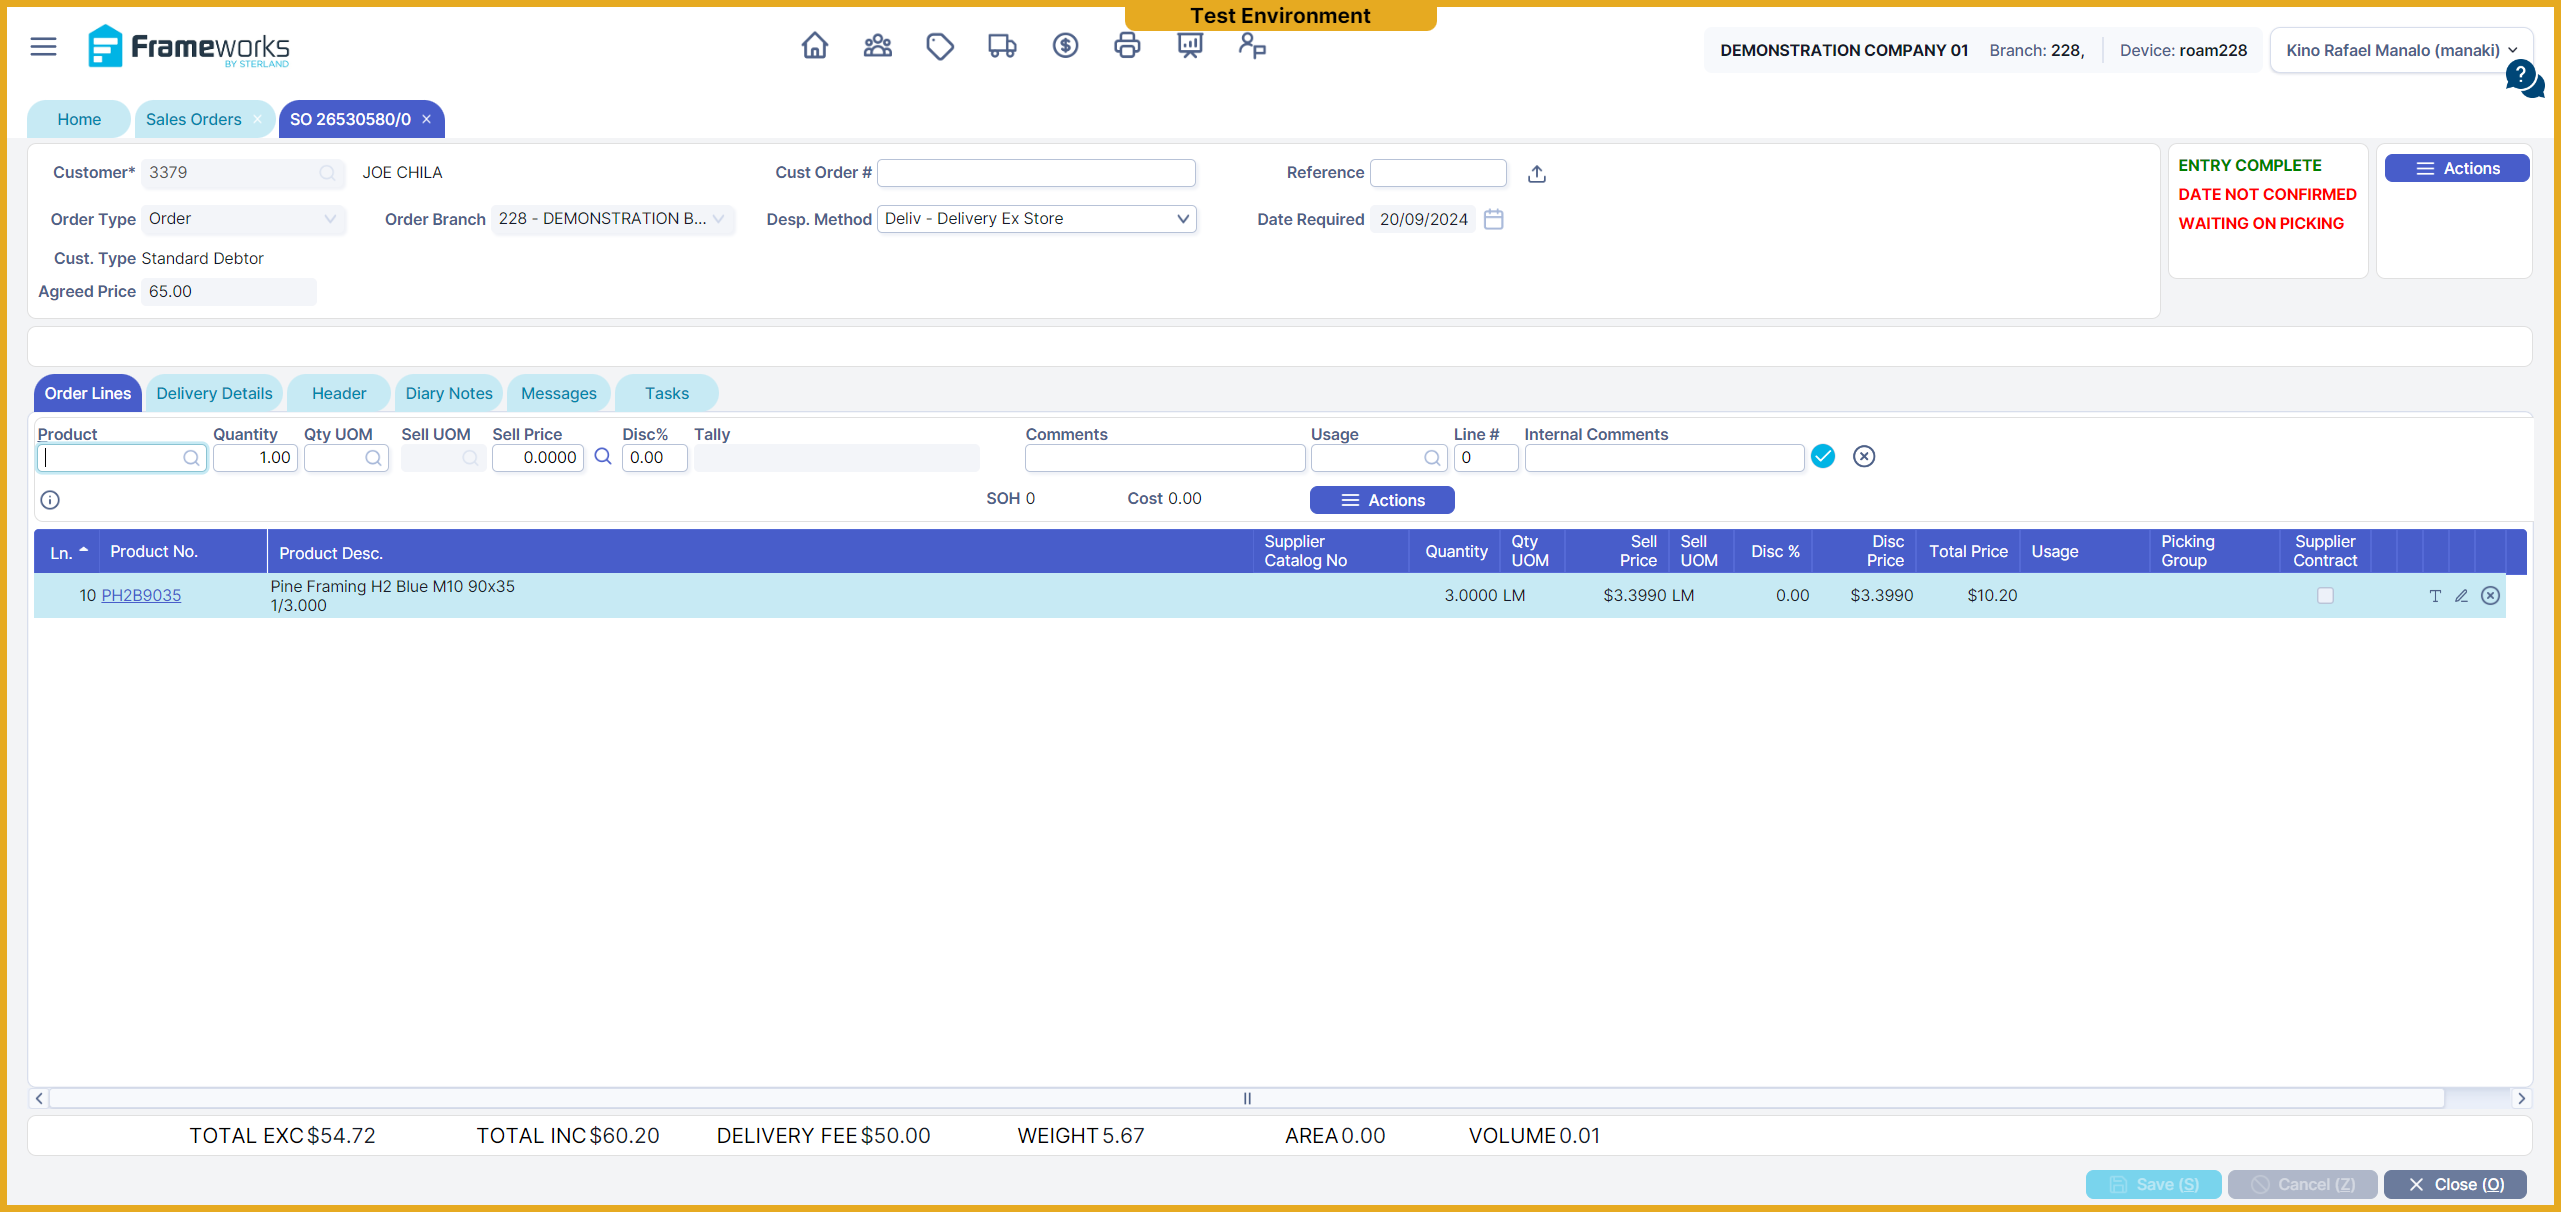 Test Environment
Frameworks
BY STERLAND
DEMONSTRATION COMPANY 01 Branch: 228, Device: roam228 Kino Rafael Manalo (manaki)
?
Home Sales Orders × SO 26530580/0 ×
Customer* 3379 JOE CHILA Cust Order # Reference
Order Type Order Order Branch 228 - DEMONSTRATION B... Desp. Method Deliv - Delivery Ex Store Date Required 20/09/2024
Cust. Type Standard Debtor
Agreed Price 65.00
ENTRY COMPLETE
DATE NOT CONFIRMED
WAITING ON PICKING
Actions
Order Lines Delivery Details Header Diary Notes Messages Tasks
Product Quantity Qty UOM Sell UOM Sell Price Disc% Tally Comments Usage Line # Internal Comments
1.00 0.0000 0.00 0
SOH 0 Cost 0.00 Actions
Ln. Product No. Product Desc. Supplier Catalog No Quantity Qty UOM Sell Price Sell UOM Disc % Disc Price Total Price Usage Picking Group Supplier Contract
10 PH2B9035 Pine Framing H2 Blue M10 90x35 3.0000 LM $3.3990 LM 0.00 $3.3990 $10.20 T
1/3.000
TOTAL EXC $54.72 TOTAL INC $60.20 DELIVERY FEE $50.00 WEIGHT 5.67 AREA 0.00 VOLUME 0.01
Save (S) Cancel (Z) Close (O)